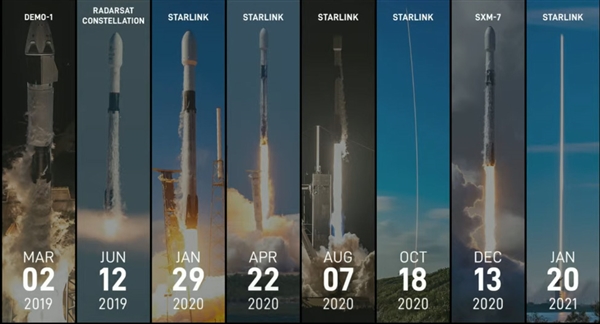 DEMO-1
MAR
02
2019
RADARSAT
CONSTELLATION
JUN
12
2019
STARLINK
JAN
29
2020
STARLINK
APR
22
2020
STARLINK
AUG
07
2020
STARLINK
OCT
18
2020
SXM-7
DEC
13
2020
STARLINK
JAN
20
2021